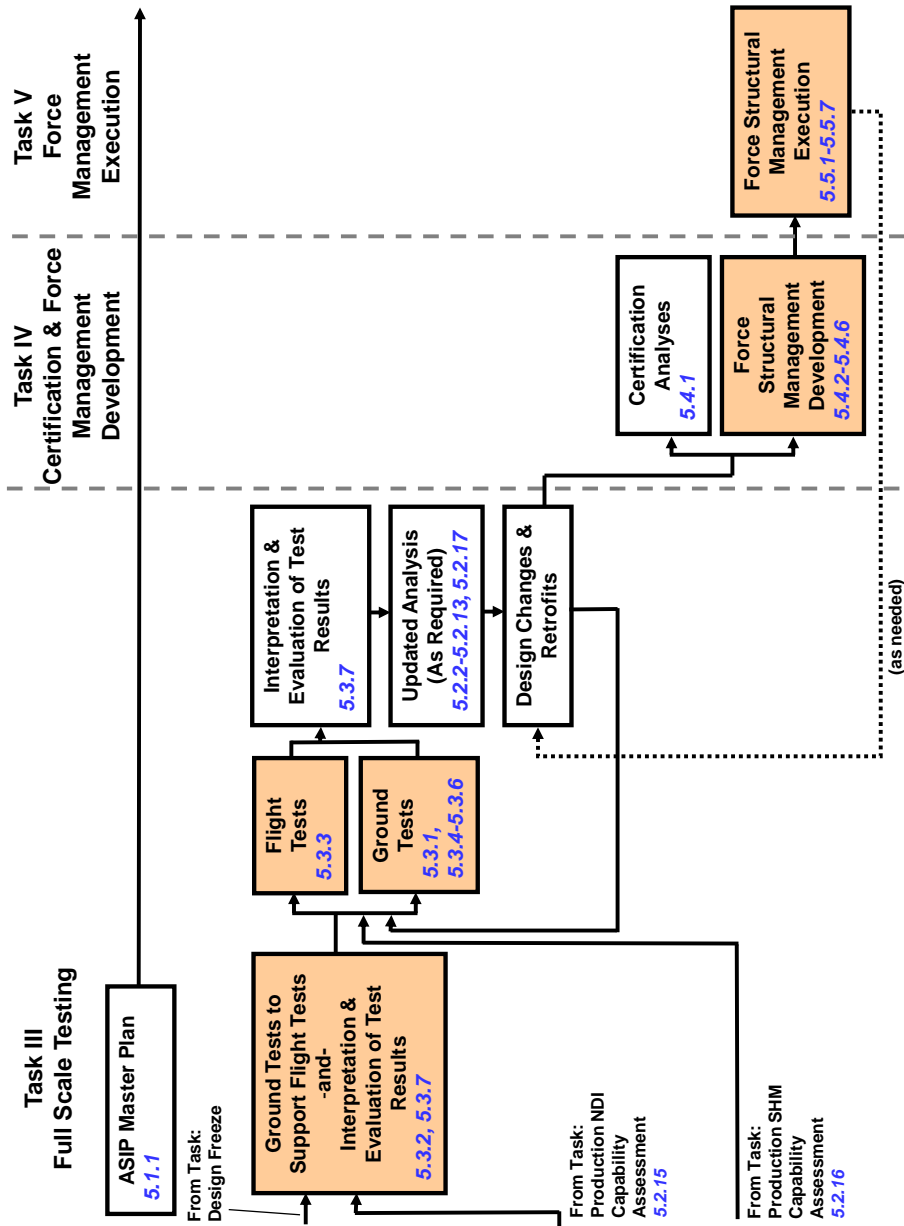 Task III
Full Scale Testing
Task IV
Certification & Force
Management
Development
Task V
Force
Management
Execution
ASIP Master Plan
5.1.1
From Task:
Design Freeze
Ground Tests to
Support Flight Tests
-and-
Interpretation &
Evaluation of Test
Results
5.3.2, 5.3.7
Flight
Tests
5.3.3
Ground
Tests
5.3.1,
5.3.4-5.3.6
Interpretation &
Evaluation of Test
Results
5.3.7
Updated Analysis
(As Required)
5.2.2-5.2.13, 5.2.17
Design Changes &
Retrofits
Certification
Analyses
5.4.1
Force
Structural
Management
Development
5.4.2-5.4.6
Force Structural
Management
Execution
5.5.1-5.5.7
From Task:
Production NDI
Capability
Assessment
5.2.15
From Task:
Production SHM
Capability
Assessment
5.2.16
(as needed)